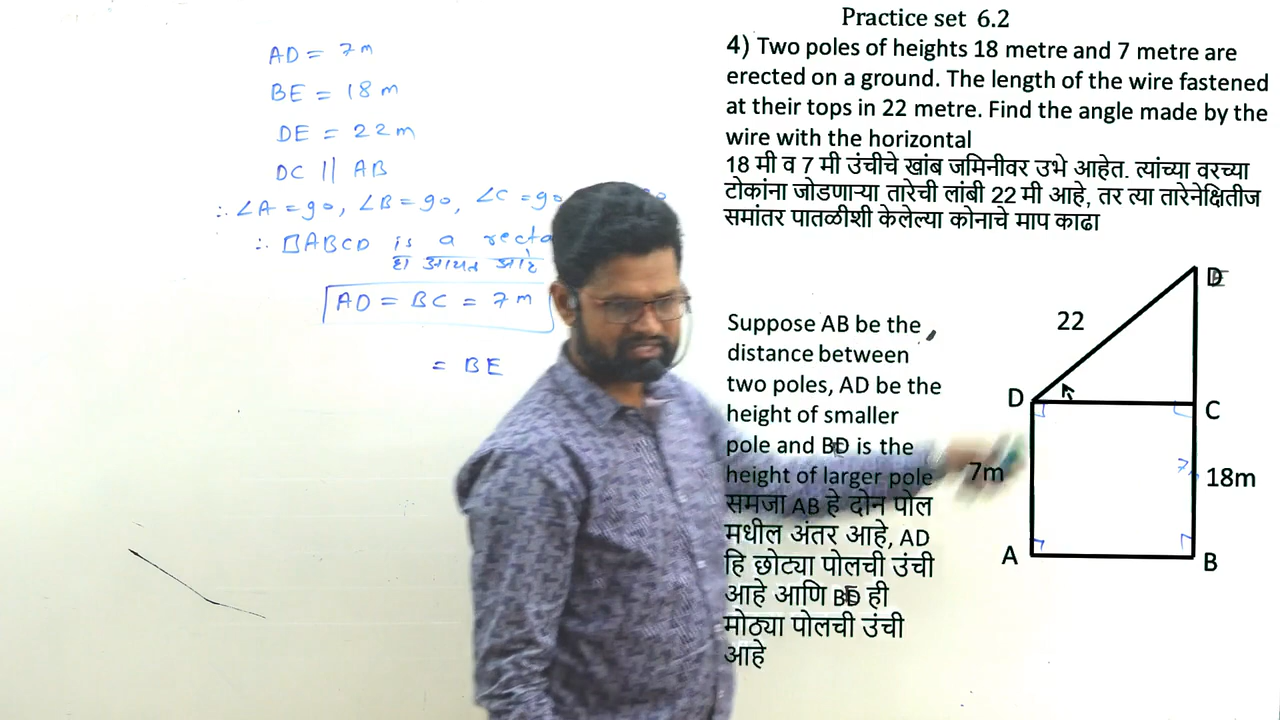 AD = 7m
BE = 18m
DE = 22m
DC || AB
∴ ∠A = 90, ∠B = 90, ∠C = 90
∴ □ABCD is a recta
हा आयत आहे
AD = BC = 7m
= BE
Practice set 6.2
4) Two poles of heights 18 metre and 7 metre are
erected on a ground. The length of the wire fastened
at their tops in 22 metre. Find the angle made by the
wire with the horizontal
18 मी व 7 मी उंचीचे खांब जमिनीवर उभे आहेत. त्यांच्या वरच्या
टोकांना जोडणाऱ्या तारेची लांबी 22 मी आहे, तर त्या तारेनेक्षितीज
समांतर पातळीशी केलेल्या कोनाचे माप काढा
Suppose AB be the
distance between
two poles, AD be the
height of smaller
pole and BE is the
height of larger pole
समजा AB हे दोन पोल
मधील अंतर आहे, AD
हि छोट्या पोलची उंची
आहे आणि BE ही
मोठ्या पोलची उंची
आहे
E
22
D
C
7m
7
18m
A
B